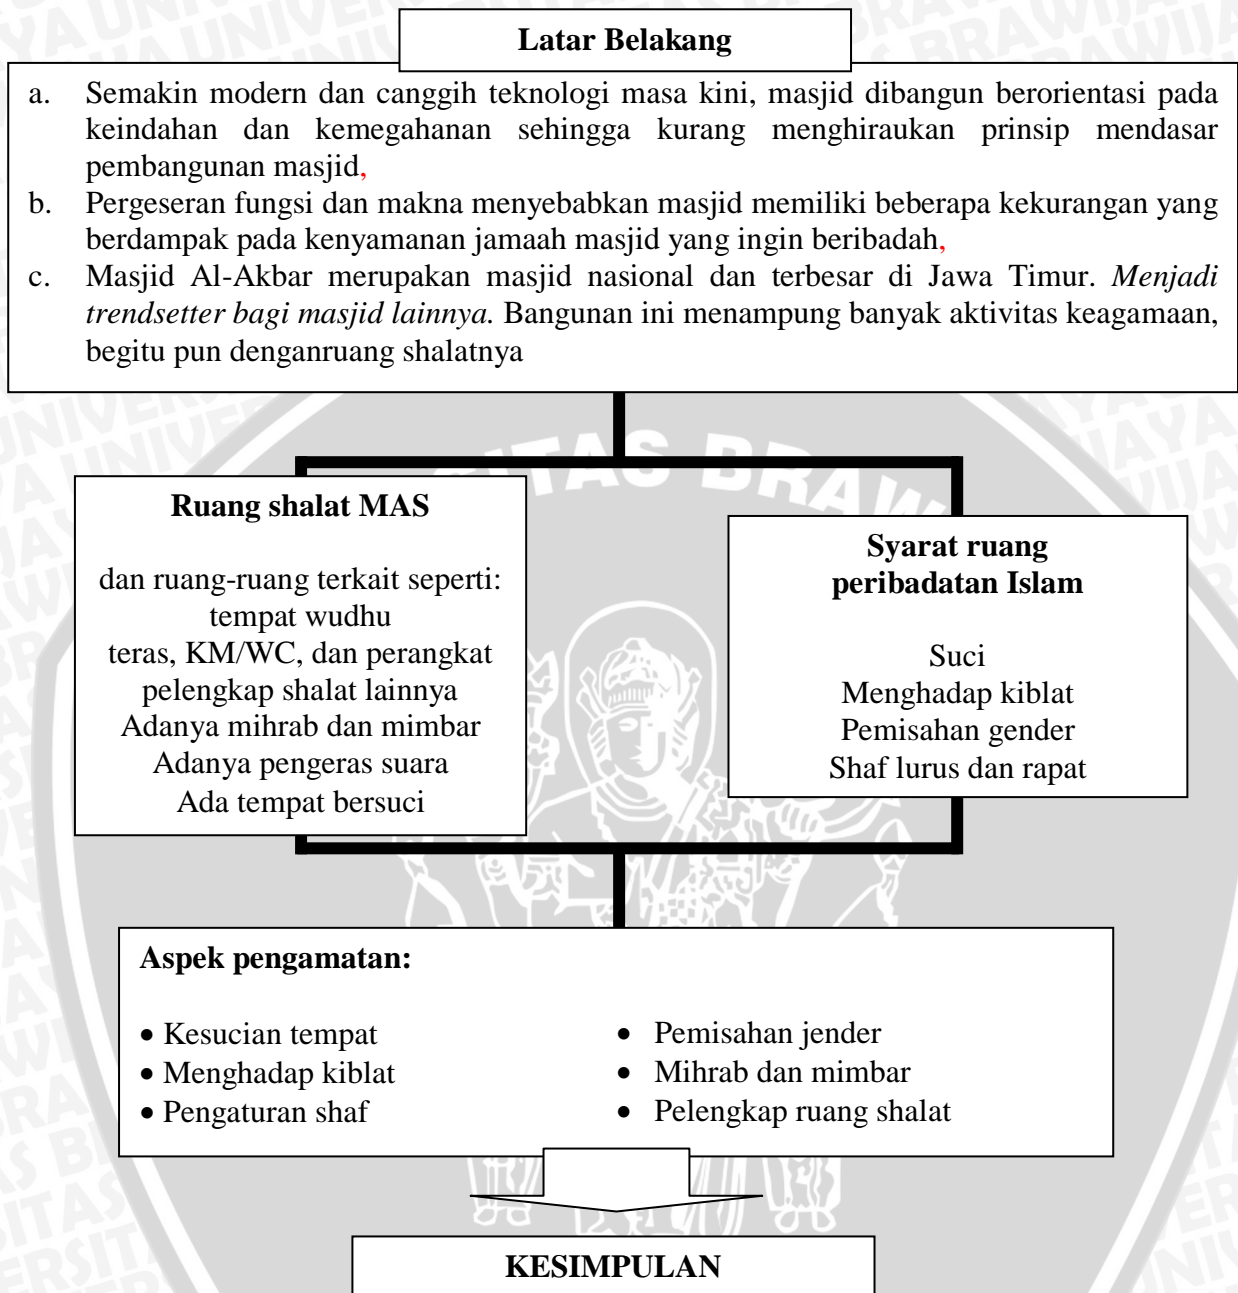 Latar Belakang
a. Semakin modern dan canggih teknologi masa kini, masjid dibangun berorientasi pada
keindahan dan kemegahanan sehingga kurang menghiraukan prinsip mendasar
pembangunan masjid,
b. Pergeseran fungsi dan makna menyebabkan masjid memiliki beberapa kekurangan yang
berdampak pada kenyamanan jamaah masjid yang ingin beribadah,
c. Masjid Al-Akbar merupakan masjid nasional dan terbesar di Jawa Timur. Menjadi
trendsetter bagi masjid lainnya. Bangunan ini menampung banyak aktivitas keagamaan,
begitu pun denganruang shalatnya
Ruang shalat MAS
dan ruang-ruang terkait seperti:
tempat wudhu
teras, KM/WC, dan perangkat
pelengkap shalat lainnya
Adanya mihrab dan mimbar
Adanya pengeras suara
Ada tempat bersuci
Syarat ruang
peribadatan Islam
Suci
Menghadap kiblat
Pemisahan gender
Shaf lurus dan rapat
Aspek pengamatan:
• Kesucian tempat
• Menghadap kiblat
• Pengaturan shaf
• Pemisahan jender
• Mihrab dan mimbar
• Pelengkap ruang shalat
KESIMPULAN